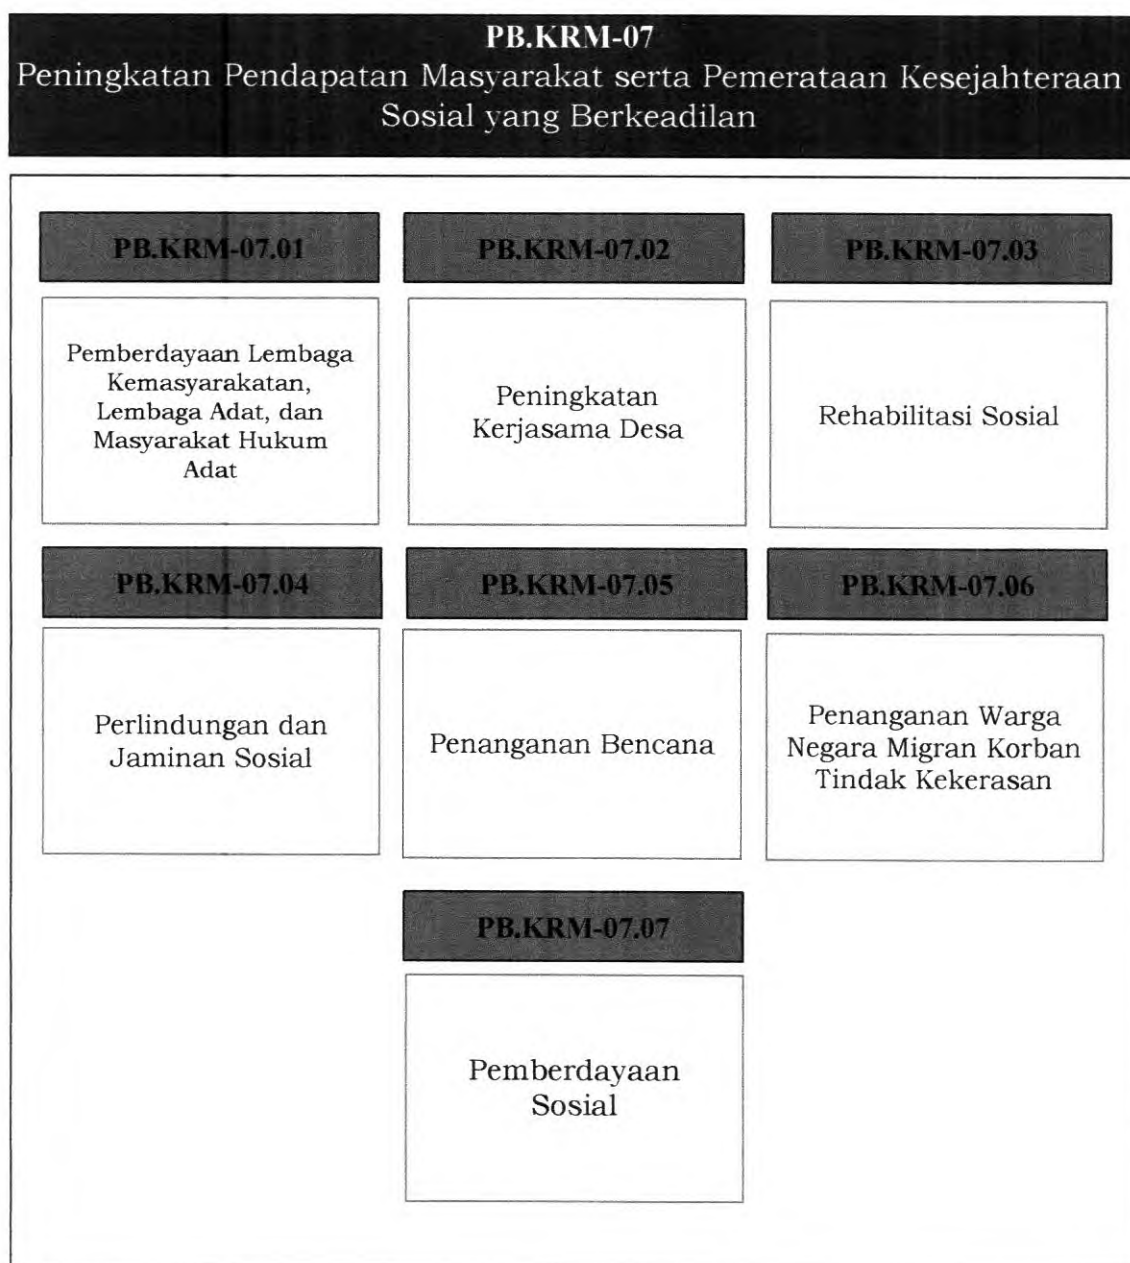 PB.KRM-07
Peningkatan Pendapatan Masyarakat serta Pemerataan Kesejahteraan
Sosial yang Berkeadilan
PB.KRM-07.01
Pemberdayaan Lembaga
Kemasyarakatan,
Lembaga Adat, dan
Masyarakat Hukum
Adat
PB.KRM-07.02
Peningkatan
Kerjasama Desa
PB.KRM-07.03
Rehabilitasi Sosial
PB.KRM-07.04
Perlindungan dan
Jaminan Sosial
PB.KRM-07.05
Penanganan Bencana
PB.KRM-07.06
Penanganan Warga
Negara Migran Korban
Tindak Kekerasan
PB.KRM-07.07
Pemberdayaan
Sosial